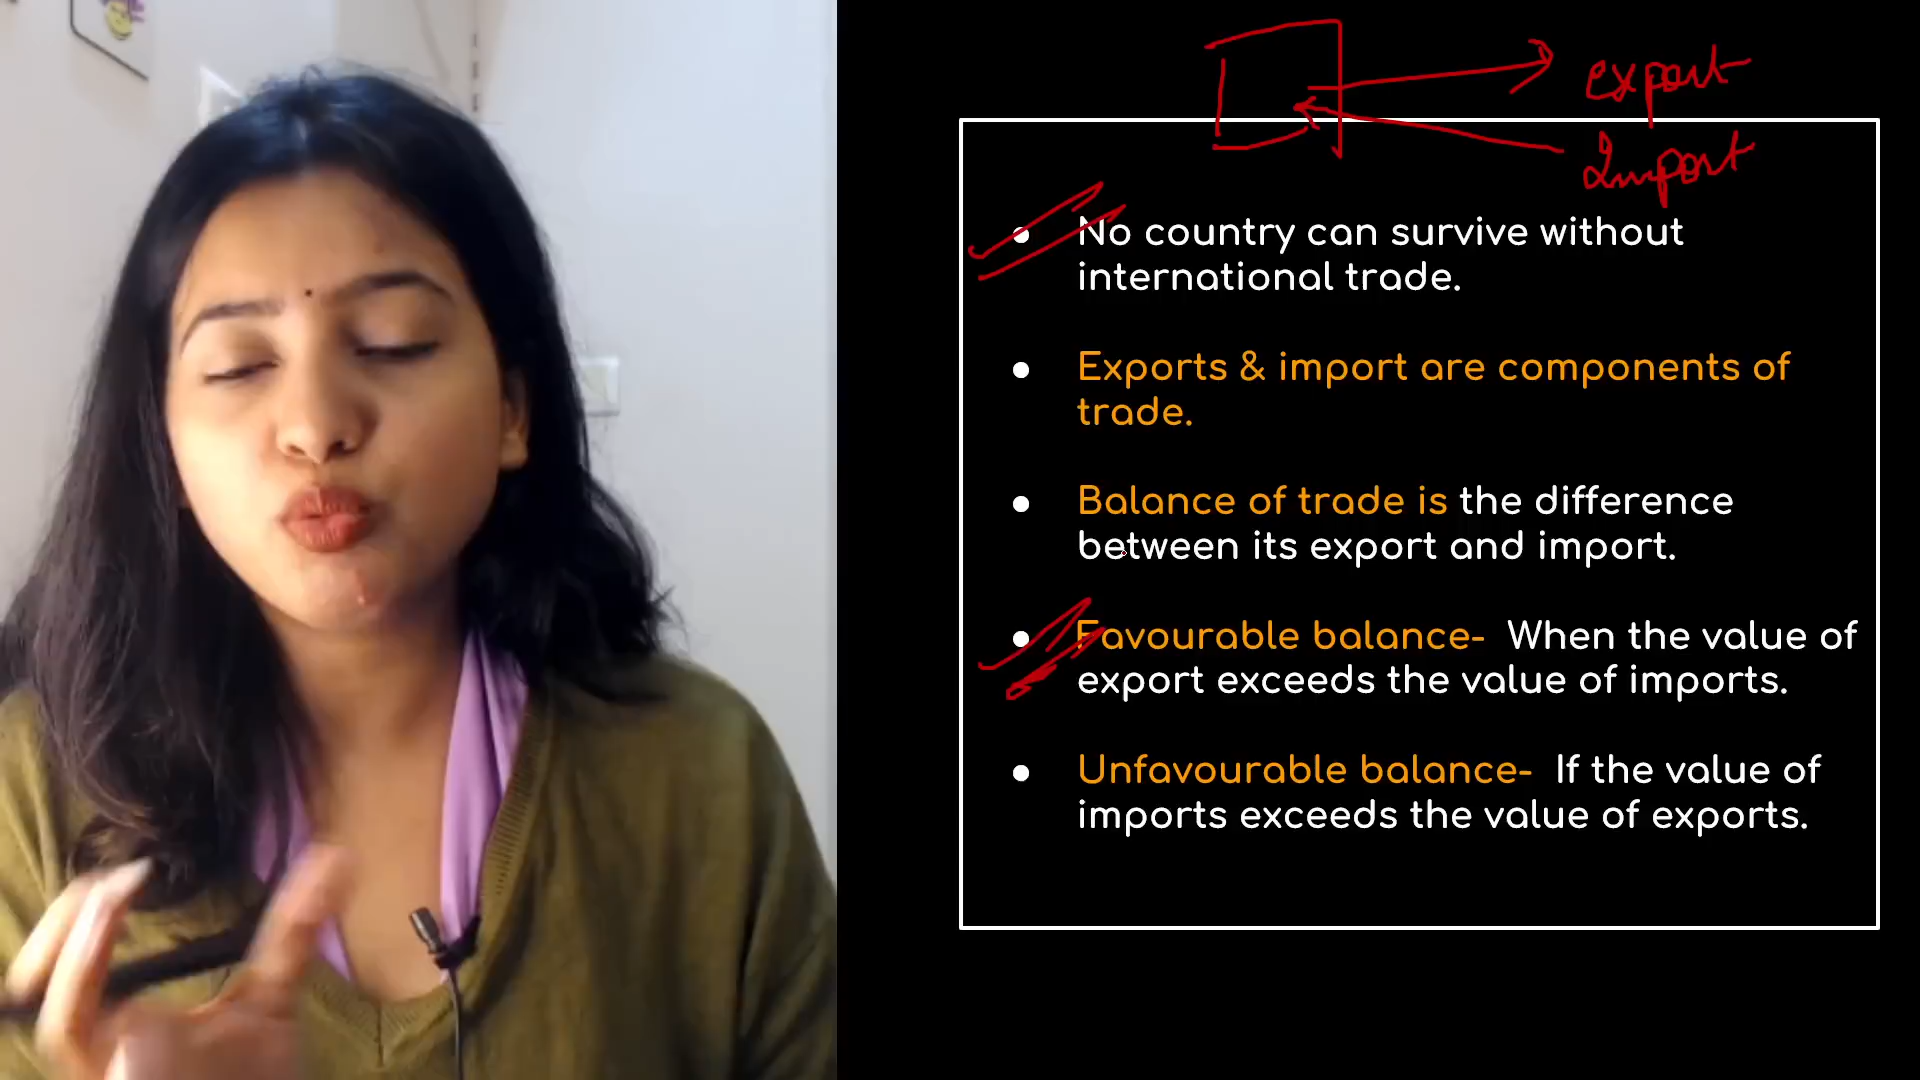 export
Import
● No country can survive without
international trade.
● Exports & import are components of
trade.
● Balance of trade is the difference
between its export and import.
● Favourable balance- When the value of
export exceeds the value of imports.
● Unfavourable balance- If the value of
imports exceeds the value of exports.